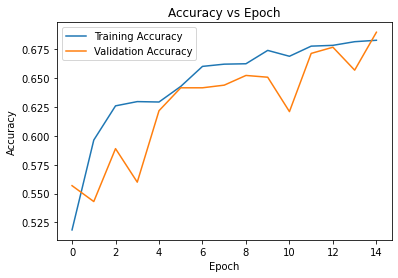 Accuracy vs Epoch
Training Accuracy
Validation Accuracy
0.675
0.650
0.625
0.600
0.575
0.550
0.525
Accuracy
0 2 4 6 8 10 12 14
Epoch